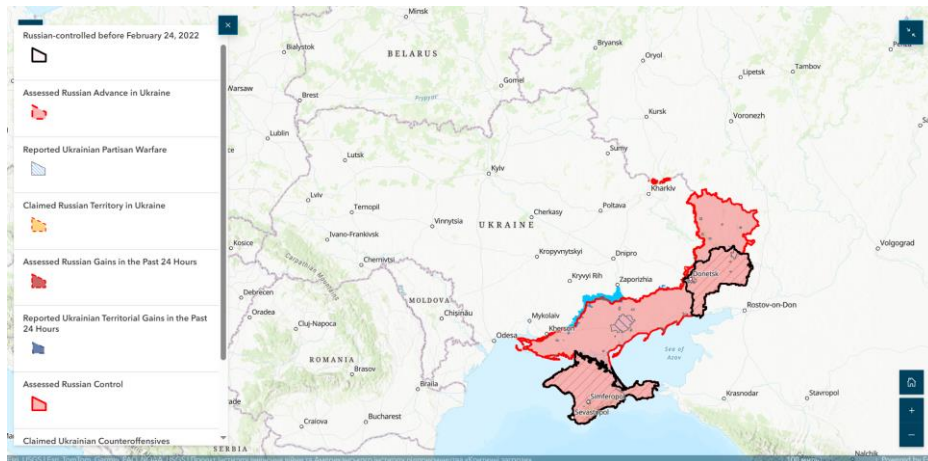 Russian-controlled before February 24, 2022
Assessed Russian Advance in Ukraine
Reported Ukrainian Partisan Warfare
Claimed Russian Territory in Ukraine
Assessed Russian Gains in the Past 24 Hours
Reported Ukrainian Territorial Gains in the Past
24 Hours
Assessed Russian Control
Claimed Ukrainian Counteroffensives
Minsk
Bialystok
BELARUS
Bryansk
Oryol
Tambov
Lipetsk
Gomel
Warsaw
Brest
Pripyat
Kursk
Voronezh
Lublin
Sumy
Lutsk
Kyiv
Kharkiv
Lviv
Ternopil
Poltava
Cherkasy
Vinnytsia
UKRAINE
Ivano-Frankivsk
Volgograd
Kosice
Carpathian Mountains
Chernivtsi
Kropyvnytskyi
Dnipro
Donetsk
Kryvyi Rih
Zaporizhia
Debrecen
MOLDOVA
Rostov-on-Don
Oradea
Chișinău
Mykolaiv
Cluj-Napoca
Odesa
Kherson
Sea of
Azov
ROMANIA
Brasov
Braila
Krasnodar
Stavropol
Simferopol
Sevastopol
Craiova
Bucharest
SERBIA
Nalchik